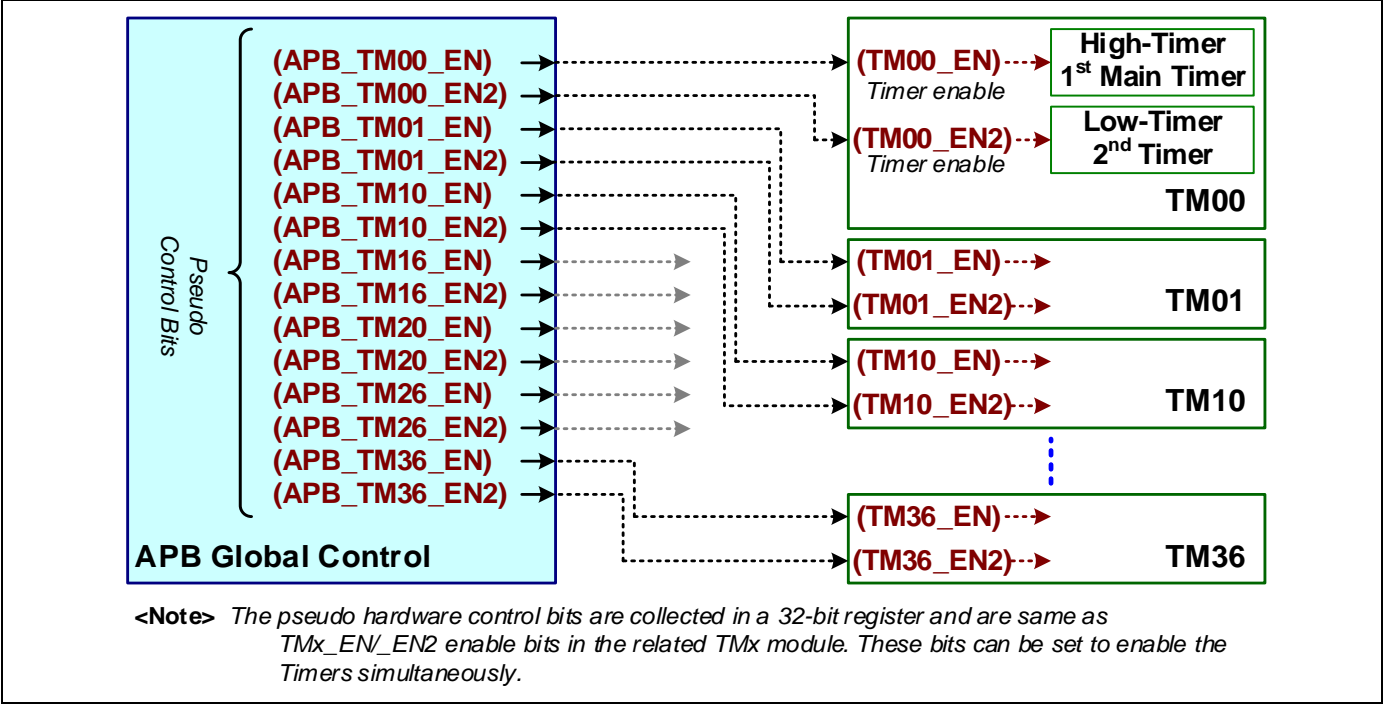 (APB_TM00_EN)
(APB_TM00_EN2)
(APB_TM01_EN)
(APB_TM01_EN2)
(APB_TM10_EN)
(APB_TM10_EN2)
(APB_TM16_EN)
(APB_TM16_EN2)
(APB_TM20_EN)
(APB_TM20_EN2)
(APB_TM26_EN)
(APB_TM26_EN2)
(APB_TM36_EN)
(APB_TM36_EN2)
Pseudo
Control Bits
APB Global Control
(TM00_EN)
Timer enable
High-Timer
1st Main Timer
(TM00_EN2)
Timer enable
Low-Timer
2nd Timer
TM00
(TM01_EN)
(TM01_EN2)
TM01
(TM10_EN)
(TM10_EN2)
TM10
(TM36_EN)
(TM36_EN2)
TM36
<Note> The pseudo hardware control bits are collected in a 32-bit register and are same as
TMx_EN/_EN2 enable bits in the related TMx module. These bits can be set to enable the
Timers simultaneously.